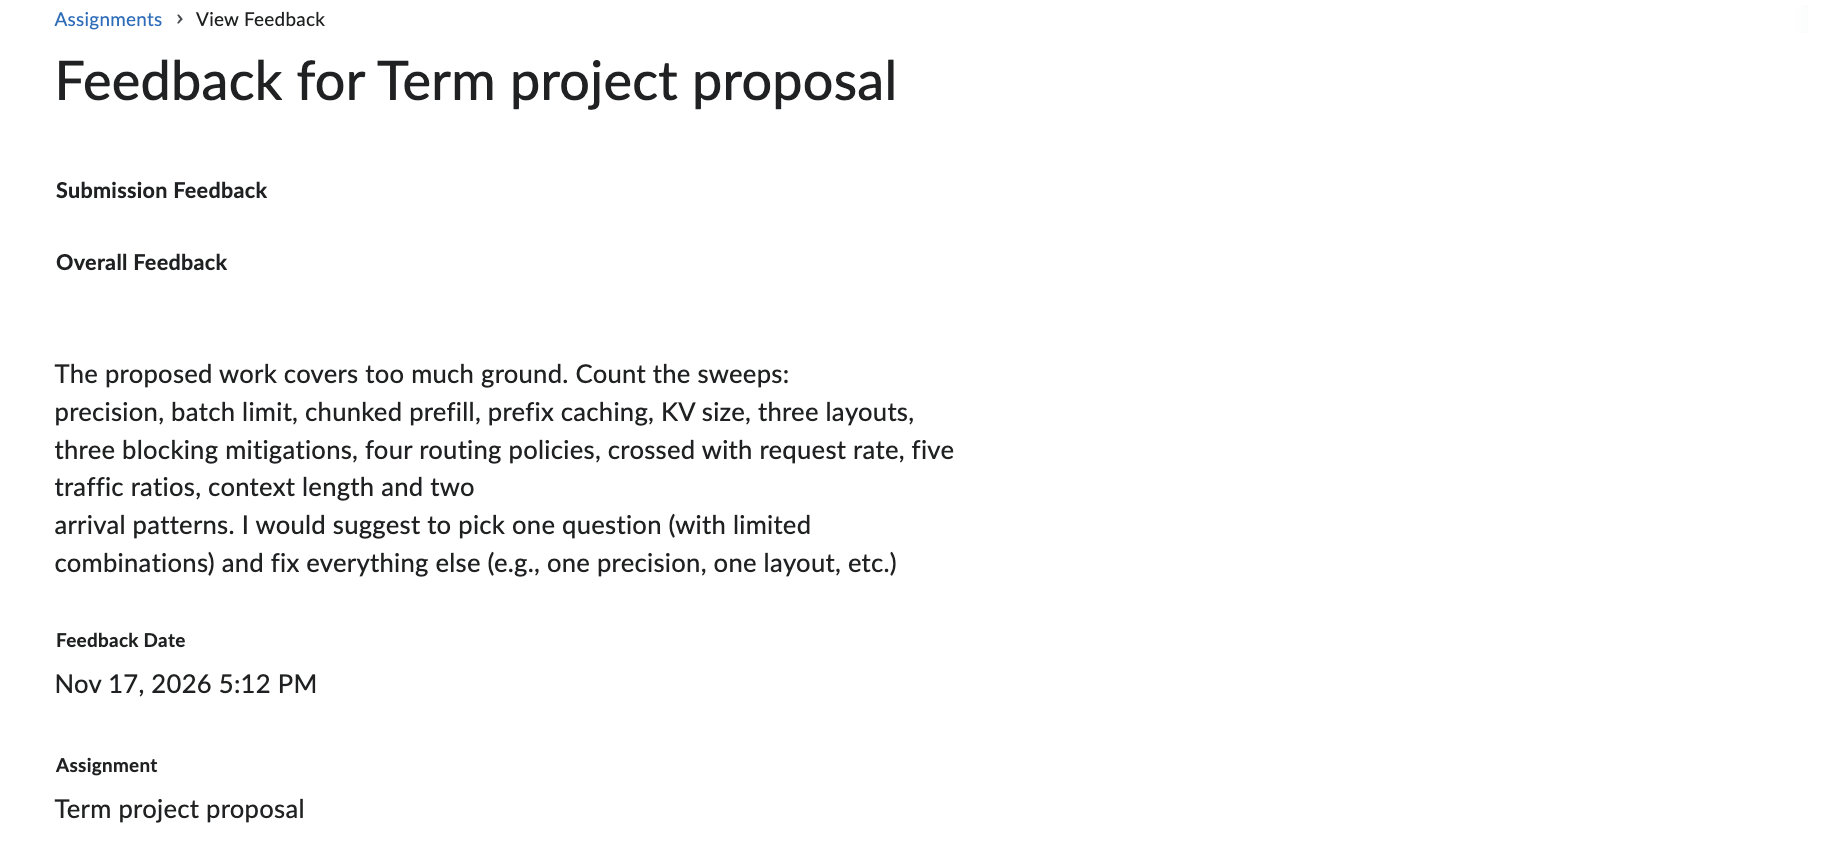 Assignments › View Feedback
Feedback for Term project proposal
Submission Feedback
Overall Feedback
The proposed work covers too much ground. Count the sweeps:
precision, batch limit, chunked prefill, prefix caching, KV size, three layouts,
three blocking mitigations, four routing policies, crossed with request rate, five
traffic ratios, context length and two
arrival patterns. I would suggest to pick one question (with limited
combinations) and fix everything else (e.g., one precision, one layout, etc.)
Feedback Date
Nov 17, 2026 5:12 PM
Assignment
Term project proposal